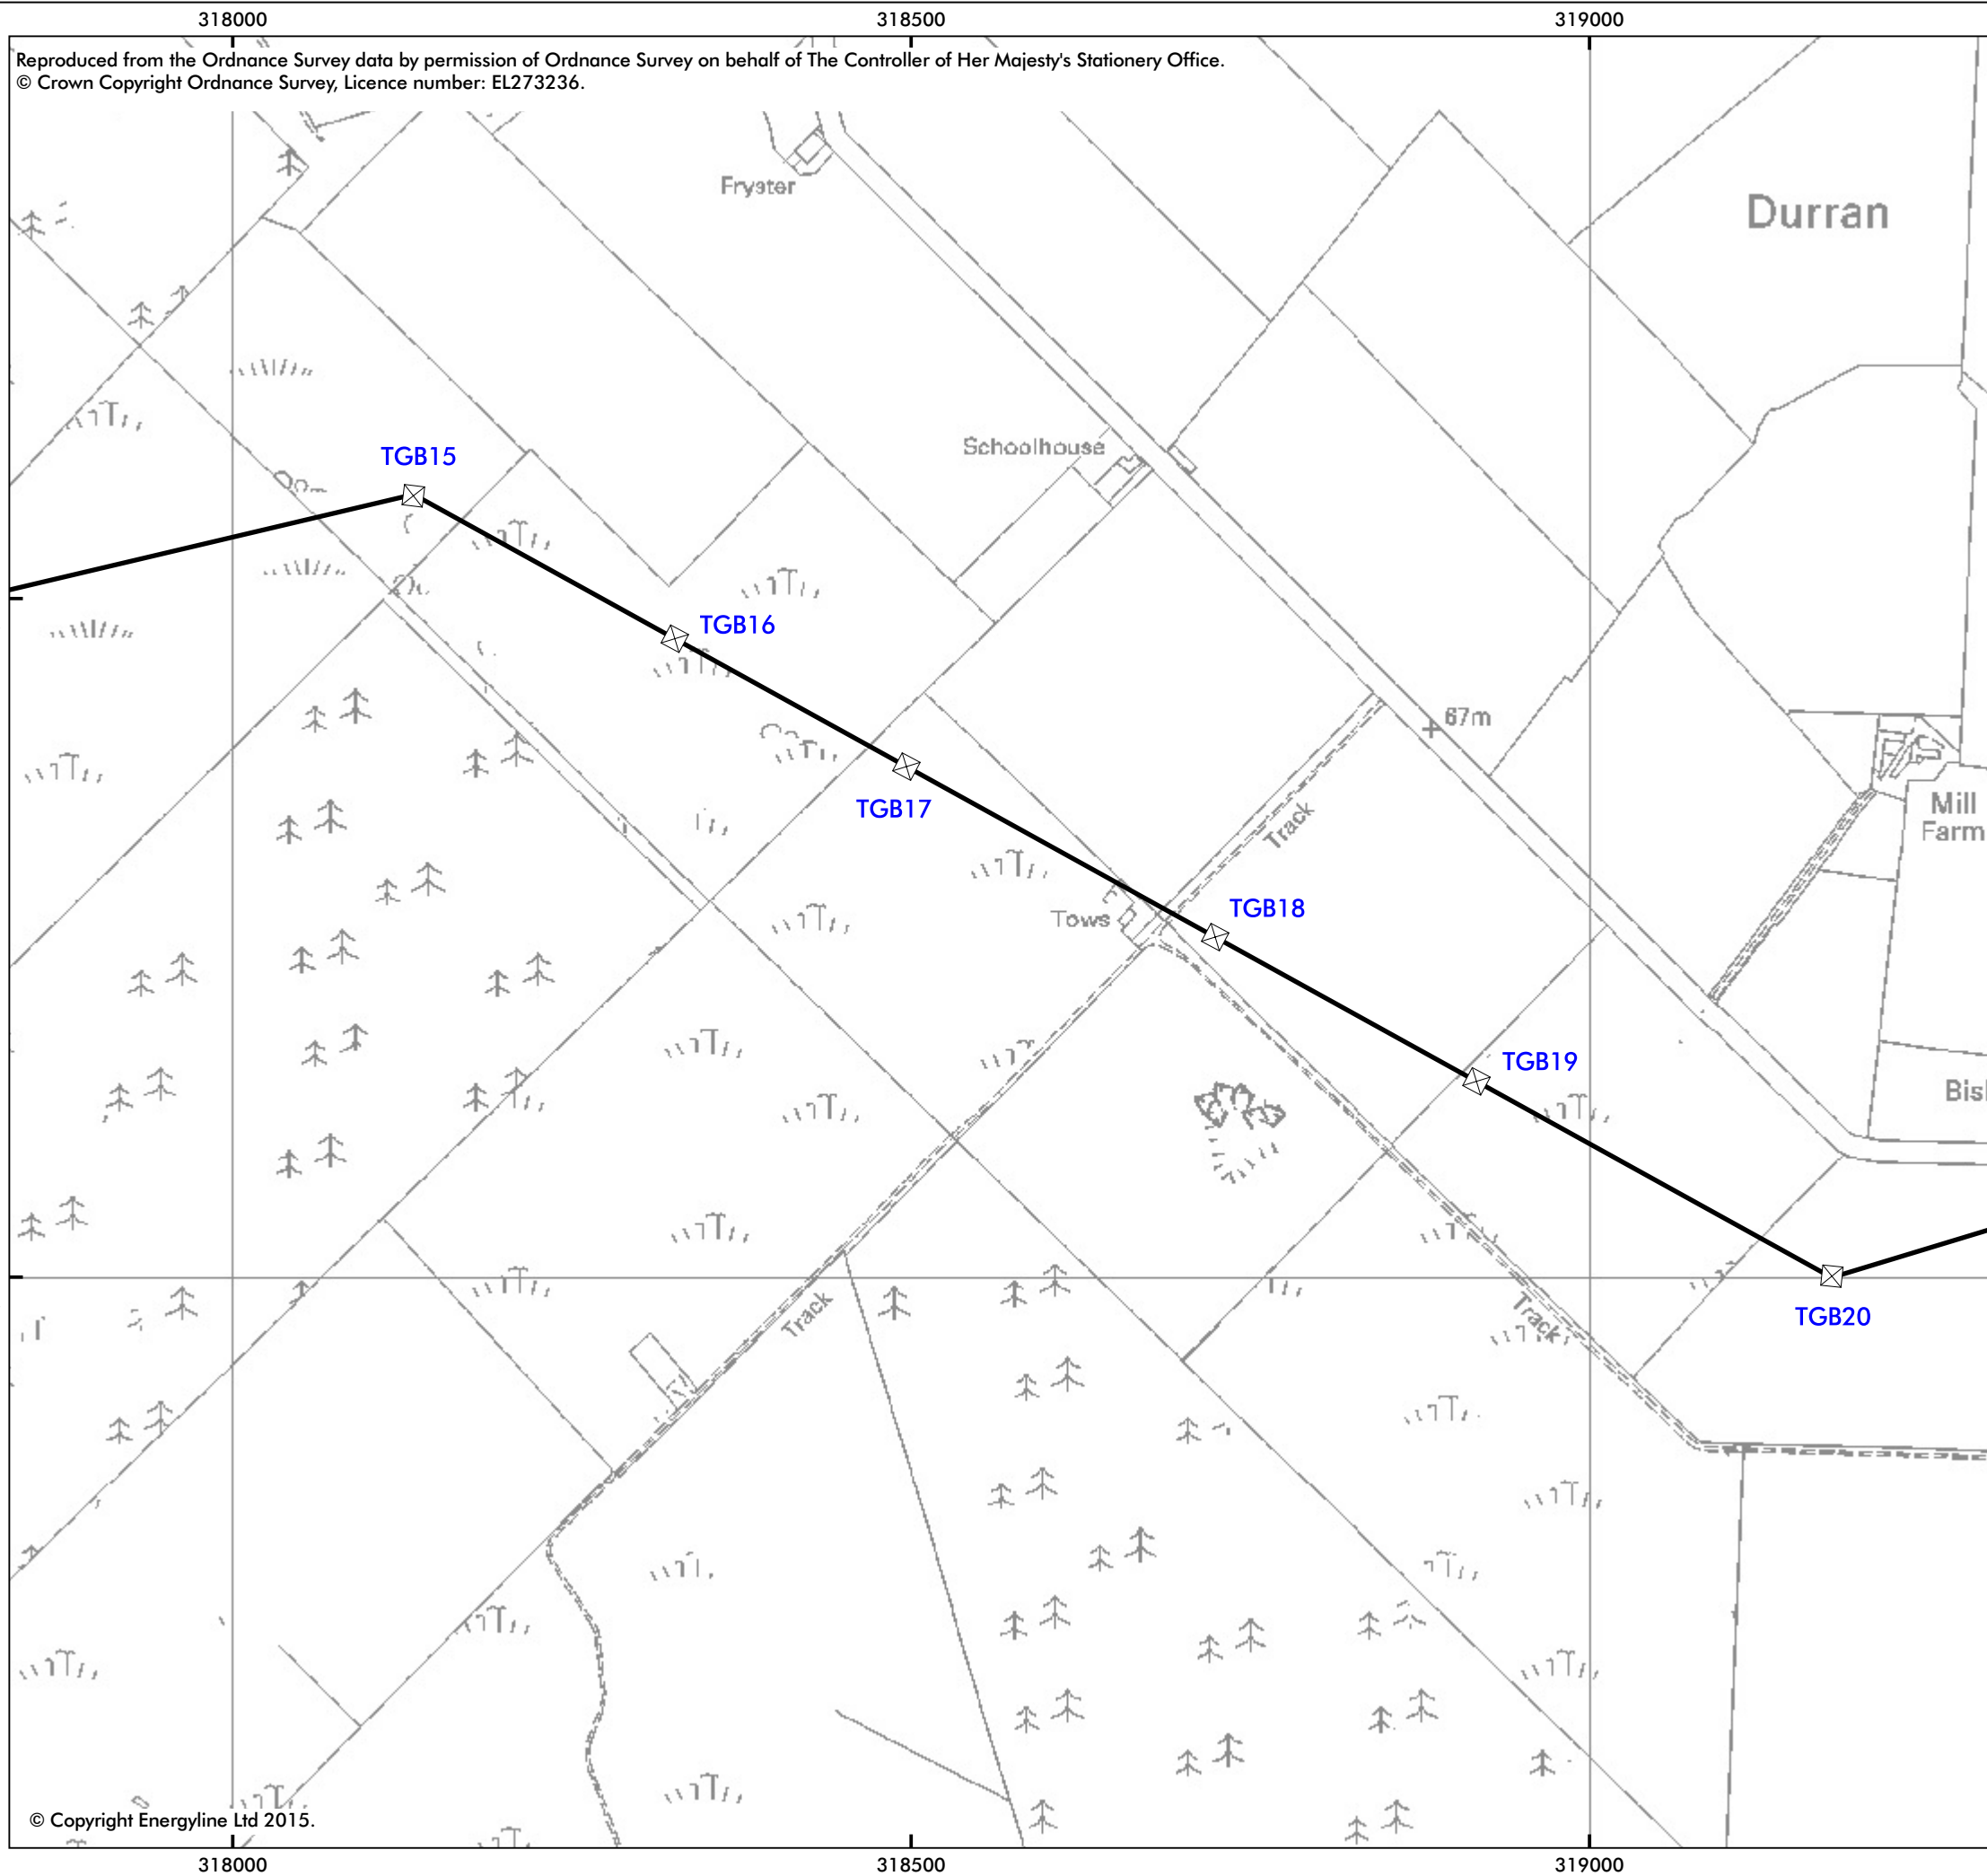 318000
318500
319000
Reproduced from the Ordnance Survey data by permission of Ordnance Survey on behalf of The Controller of Her Majesty's Stationery Office.
© Crown Copyright Ordnance Survey, Licence number: EL273236.
Fryster
Durran
Schoolhouse
TGB15
TGB16
67m
TGB17
Track
Mill
Farm
Tows
TGB18
TGB19
Bisl
Track
Track
TGB20
© Copyright Energyline Ltd 2015.
318000
318500
319000